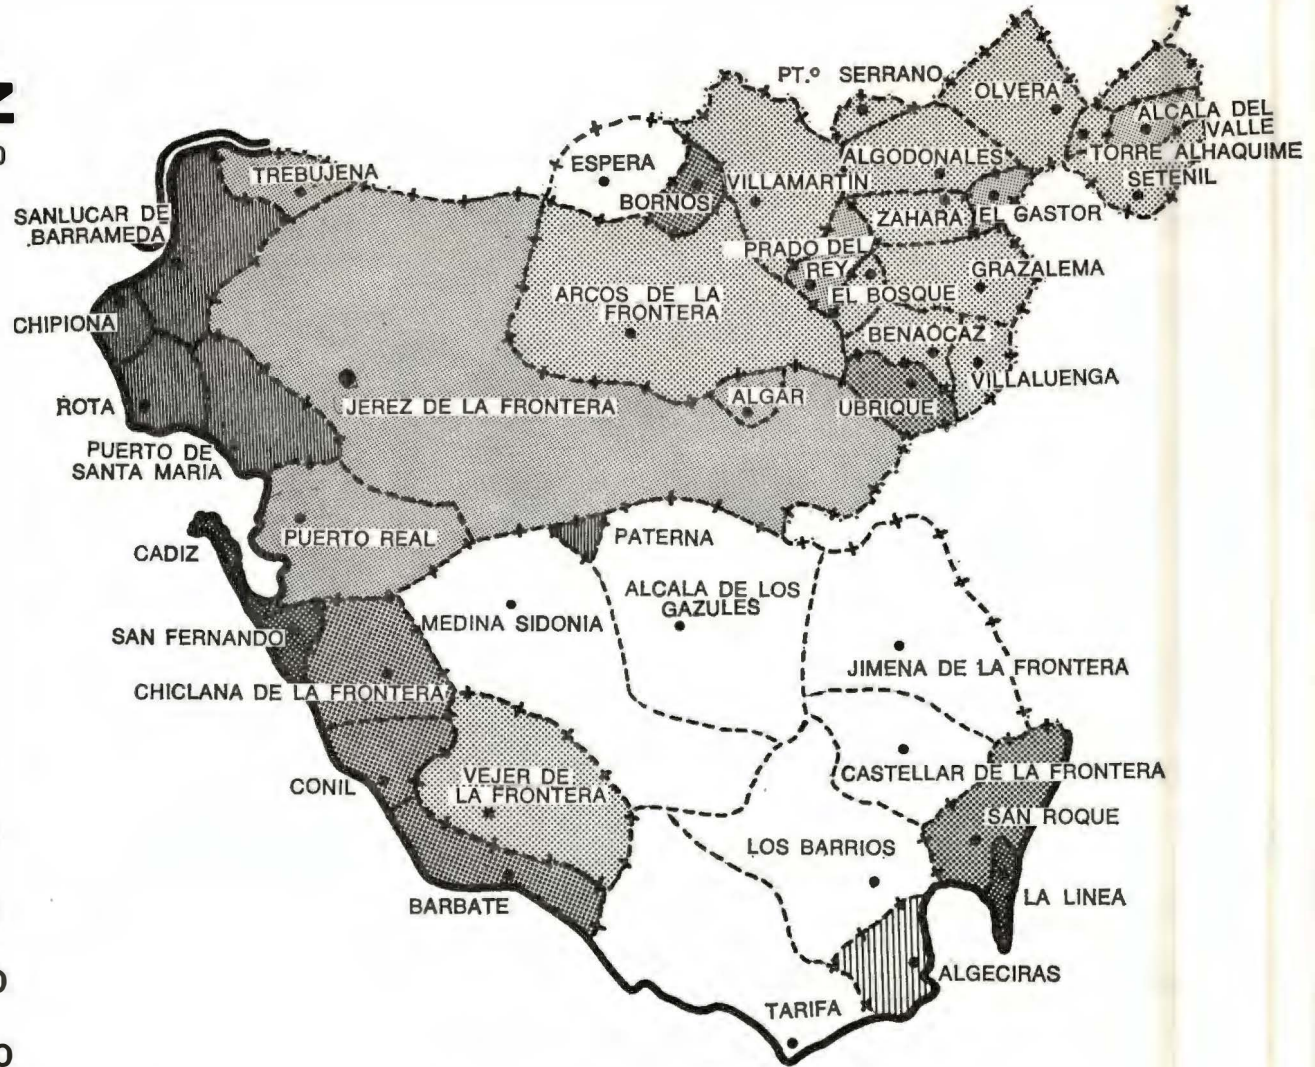 PT.º SERRANO
OLVERA
ALCALA DEL
VALLE
TORRE ALHAQUIME
SETENIL
ESPERA
ALGODONALES
TREBUJENA
BORNOS
VILLAMARTIN
ZAHARA
EL GASTOR
SANLUCAR DE
BARRAMEDA
PRADO DEL
REY
GRAZALEMA
EL BOSQUE
ARCOS DE LA
FRONTERA
CHIPIONA
BENAOCAZ
VILLALUENGA
ROTA
JEREZ DE LA FRONTERA
ALGAR
UBRIQUE
PUERTO DE
SANTA MARIA
PUERTO REAL
PATERNA
CADIZ
ALCALA DE LOS
GAZULES
MEDINA SIDONIA
SAN FERNANDO
JIMENA DE LA FRONTERA
CHICLANA DE LA FRONTERA
CASTELLAR DE LA FRONTERA
CONIL
VEJER DE
LA FRONTERA
SAN ROQUE
LOS BARRIOS
LA LINEA
BARBATE
ALGECIRAS
TARIFA